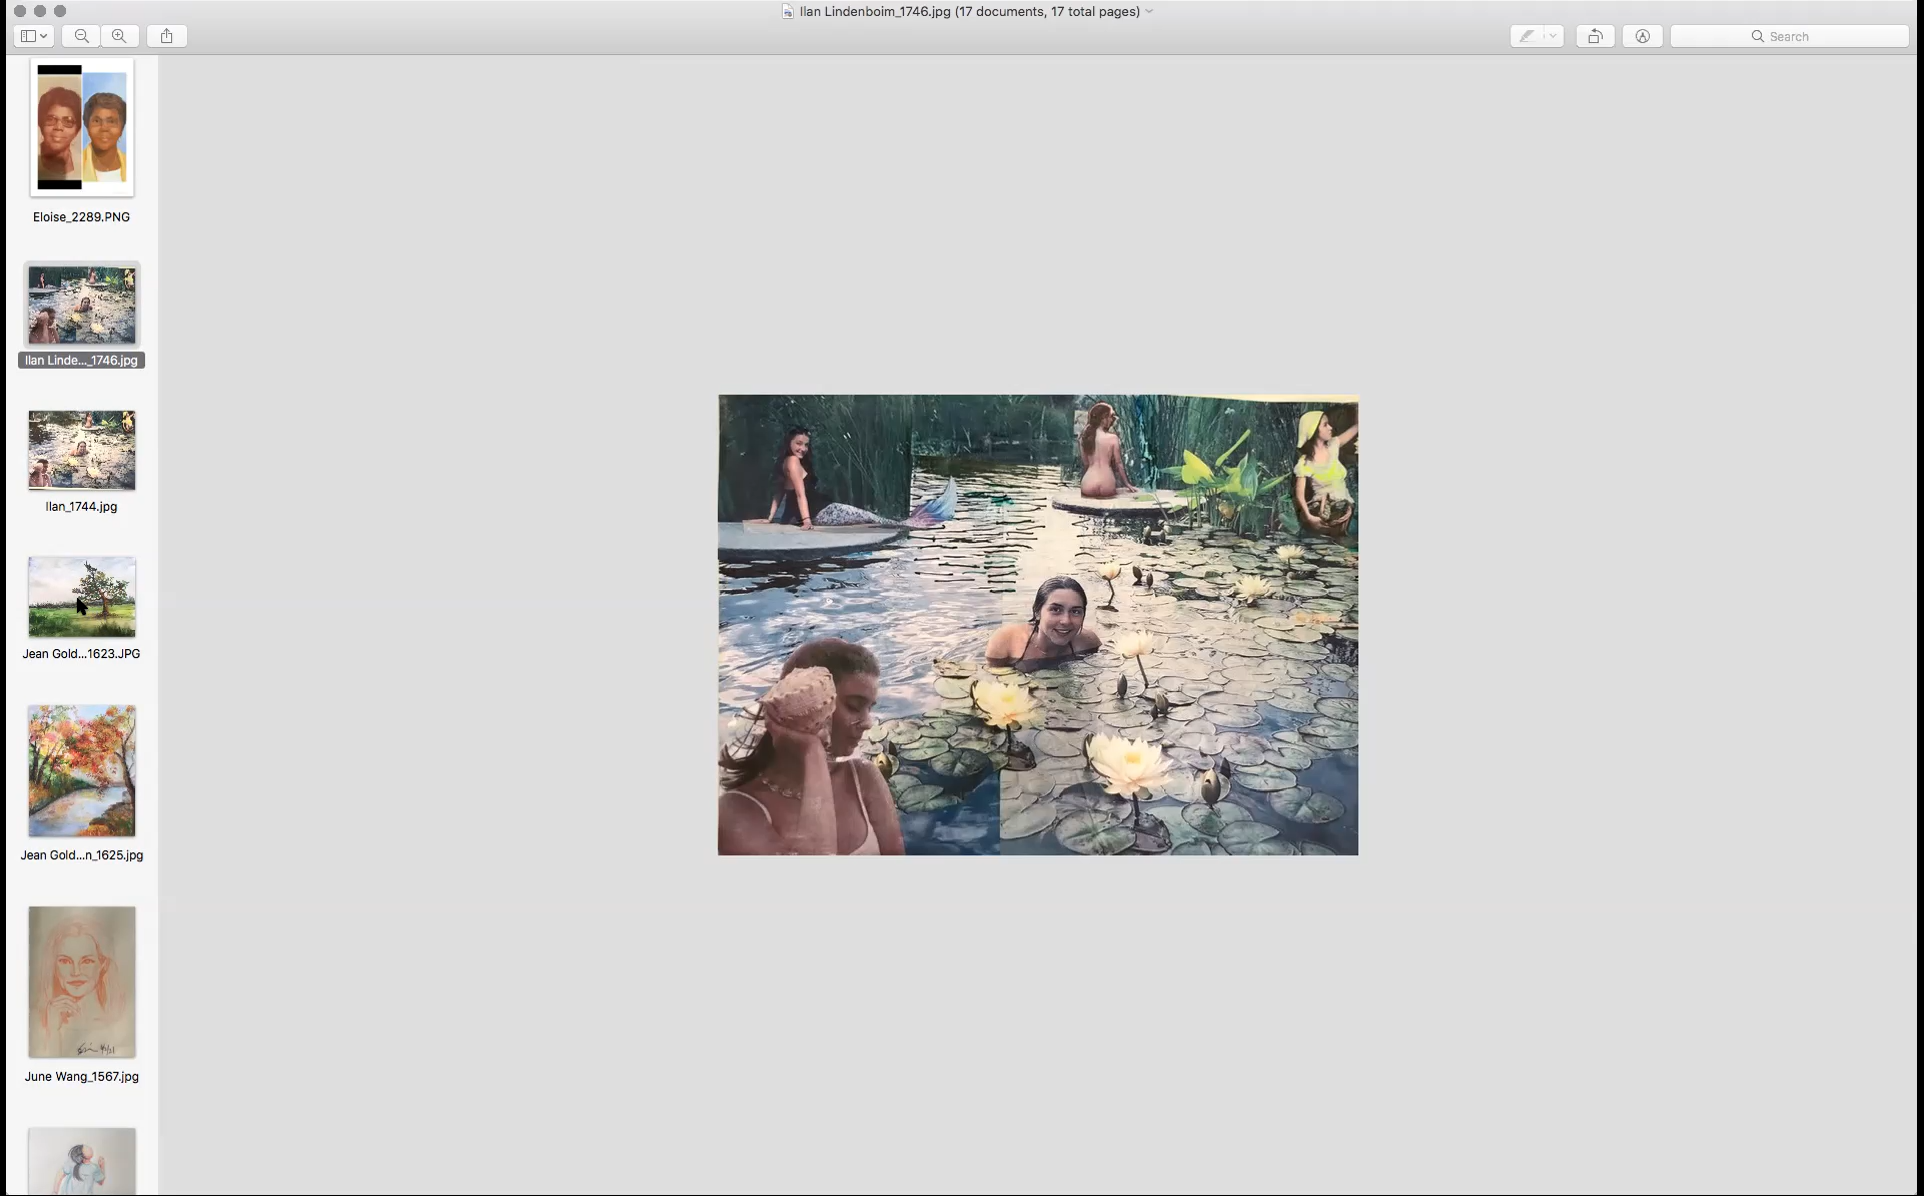 Ilan Lindenboim_1746.jpg (17 documents, 17 total pages)
Search
Eloise_2289.PNG
Ilan Linde..._1746.jpg
Ilan_1744.jpg
Jean Gold...1623.JPG
Jean Gold...n_1625.jpg
June Wang_1567.jpg